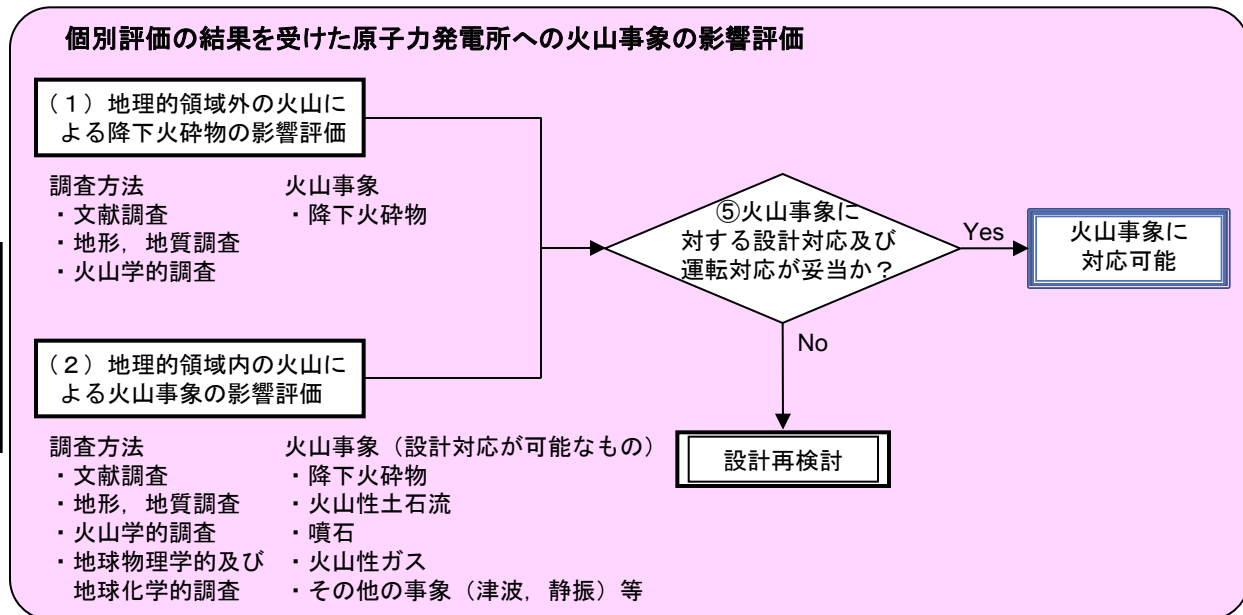 個別評価の結果を受けた原子力発電所への火山事象の影響評価
（１）地理的領域外の火山に
よる降下火砕物の影響評価
調査方法
・文献調査
・地形，地質調査
・火山学的調査
火山事象
・降下火砕物
⑤火山事象に
対する設計対応及び
運転対応が妥当か？
Yes
火山事象に
対応可能
No
設計再検討
（２）地理的領域内の火山に
よる火山事象の影響評価
調査方法
・文献調査
・地形，地質調査
・火山学的調査
・地球物理学的及び
地球化学的調査
火山事象（設計対応が可能なもの）
・降下火砕物
・火山性土石流
・噴石
・火山性ガス
・その他の事象（津波，静振）等